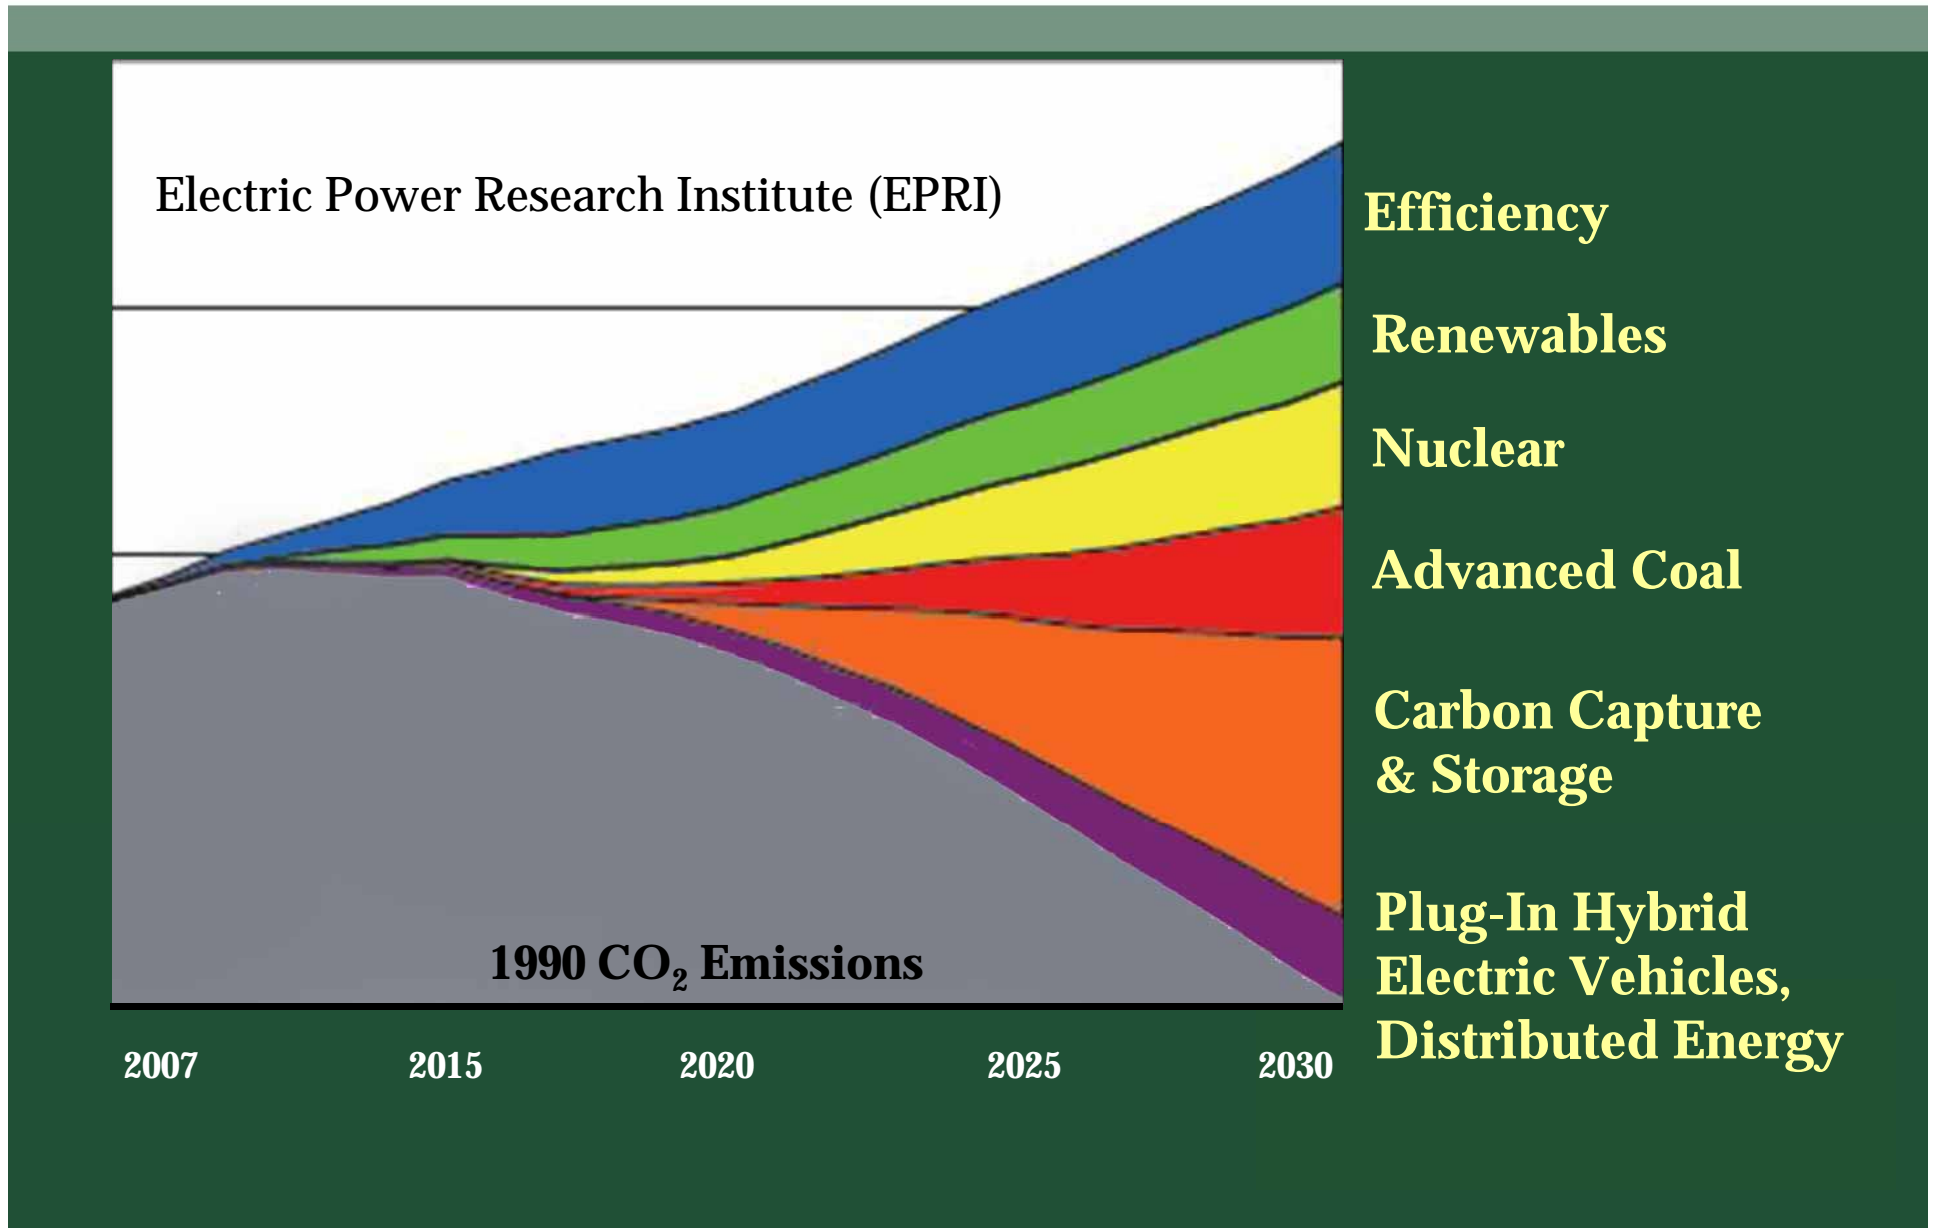 Electric Power Research Institute (EPRI)
Efficiency
Renewables
Nuclear
Advanced Coal
Carbon Capture
& Storage
Plug-In Hybrid
Electric Vehicles,
Distributed Energy
1990 CO₂ Emissions
2007 2015 2020 2025 2030